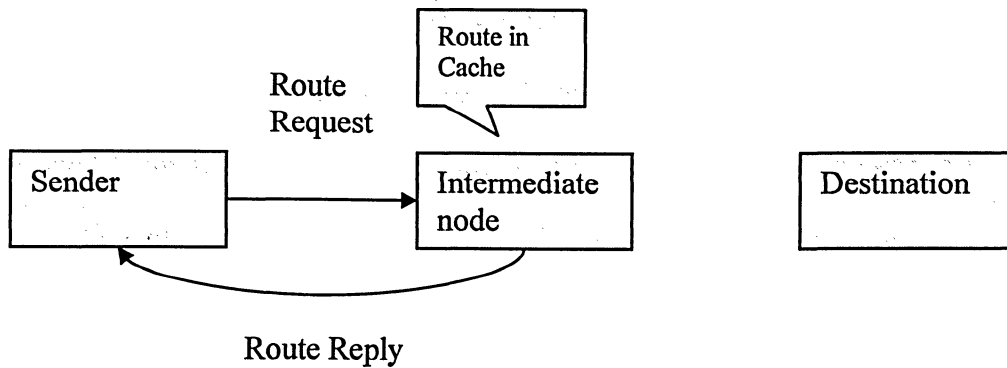 Route in
Cache
Route
Request
Sender
Intermediate
node
Destination
Route Reply